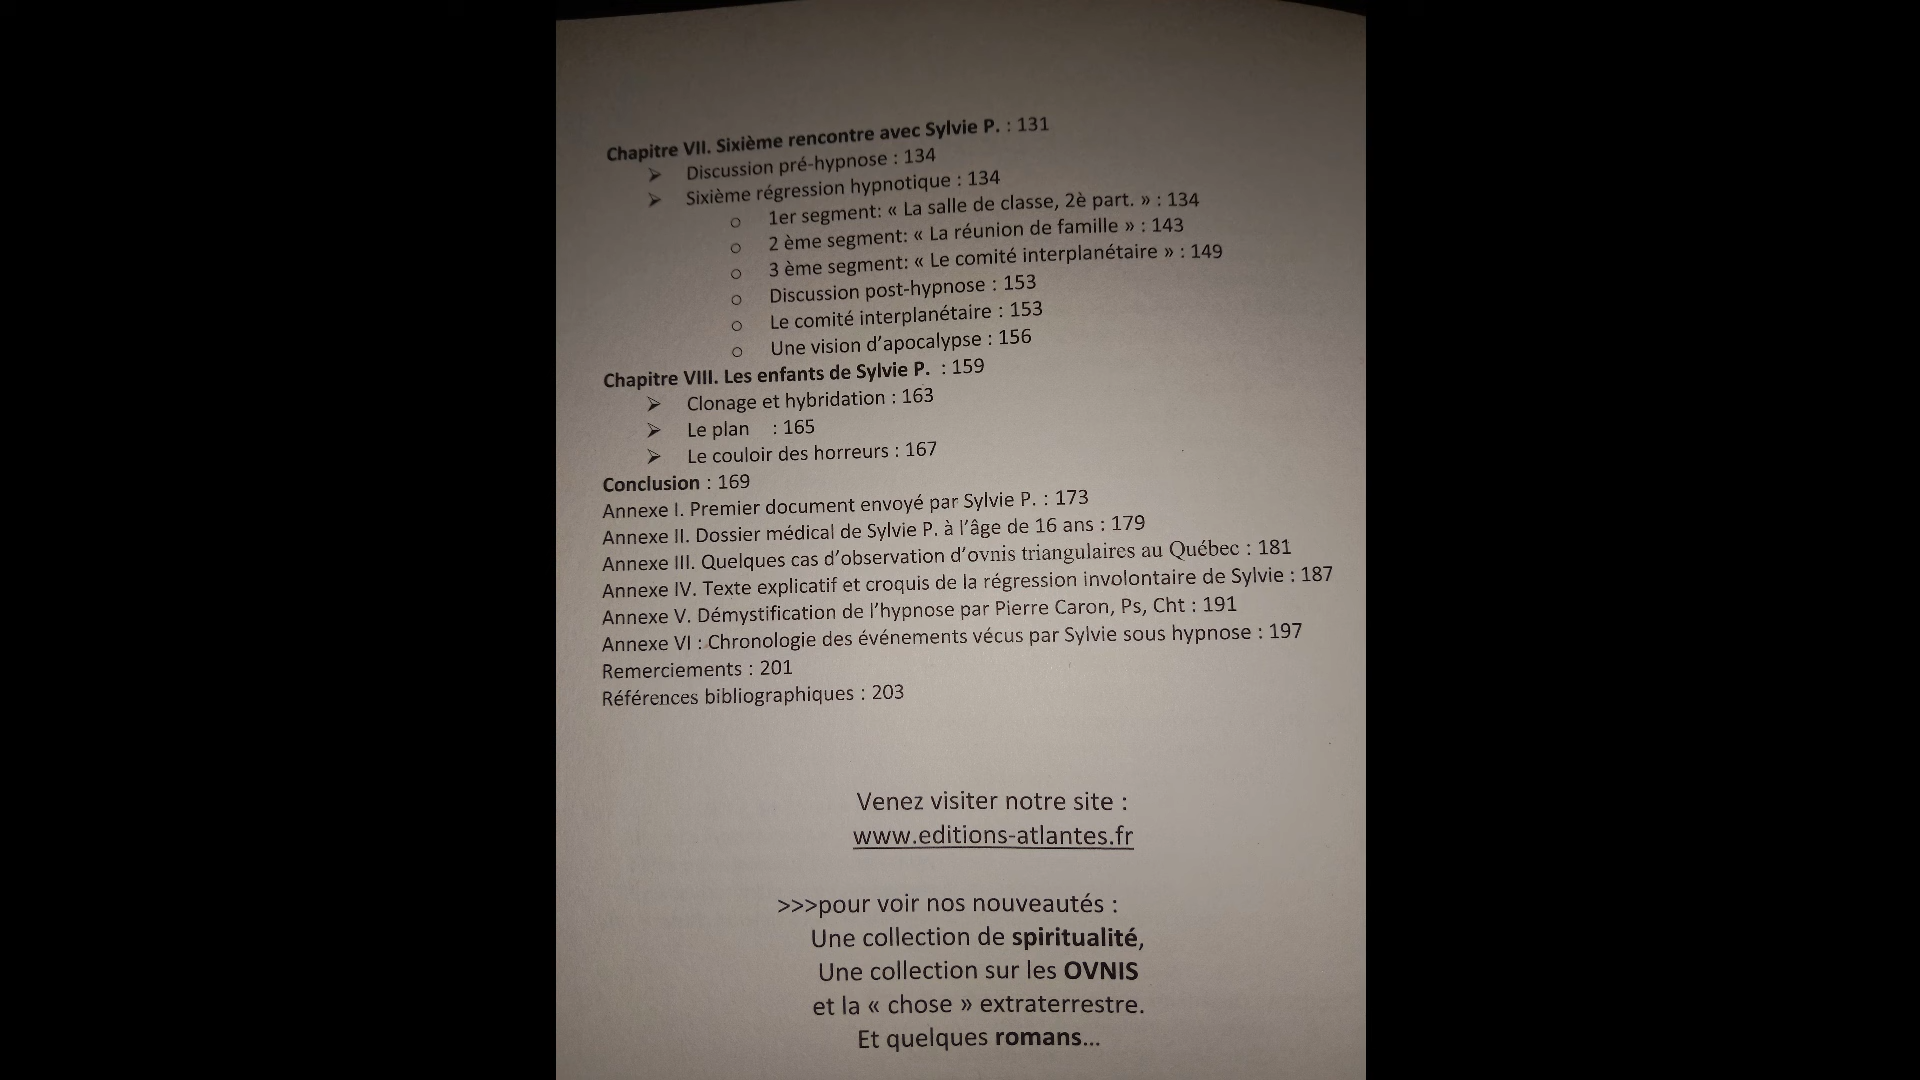 Chapitre VII. Sixième rencontre avec Sylvie P. : 131
➢ Discussion pré-hypnose : 134
➢ Sixième régression hypnotique : 134
o 1er segment: « La salle de classe, 2è part. » : 134
o 2 ème segment: « La réunion de famille » : 143
o 3 ème segment: « Le comité interplanétaire » : 149
o Discussion post-hypnose : 153
o Le comité interplanétaire : 153
o Une vision d'apocalypse : 156
Chapitre VIII. Les enfants de Sylvie P. : 159
➢ Clonage et hybridation : 163
➢ Le plan : 165
➢ Le couloir des horreurs : 167
Conclusion : 169
Annexe I. Premier document envoyé par Sylvie P. : 173
Annexe II. Dossier médical de Sylvie P. à l'âge de 16 ans : 179
Annexe III. Quelques cas d'observation d'ovnis triangulaires au Québec : 181
Annexe IV. Texte explicatif et croquis de la régression involontaire de Sylvie : 187
Annexe V. Démystification de l'hypnose par Pierre Caron, Ps, Cht : 191
Annexe VI : Chronologie des événements vécus par Sylvie sous hypnose : 197
Remerciements : 201
Références bibliographiques : 203
Venez visiter notre site :
www.editions-atlantes.fr
>>>pour voir nos nouveautés :
Une collection de spiritualité,
Une collection sur les OVNIS
et la « chose » extraterrestre.
Et quelques romans...